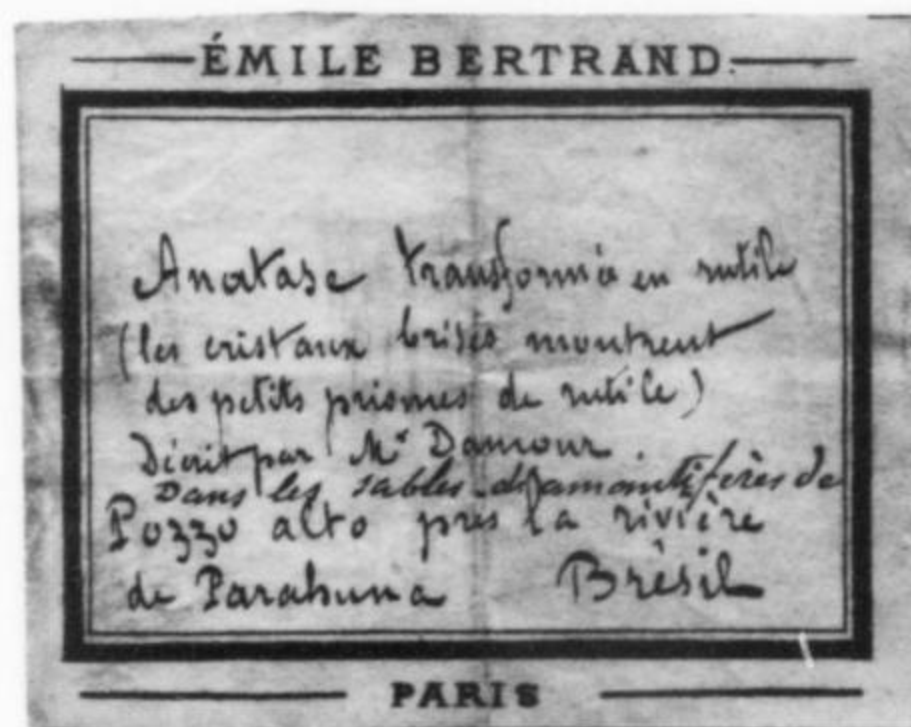 ÉMILE BERTRAND.
Anatase transformée en rutile
(les cristaux brisés montrent
des petits prismes de rutile)
Décrit par Mr Damour.
Dans les sables diamantifères de
Pozzo alto près la rivière
de Parahuna Brésil
PARIS